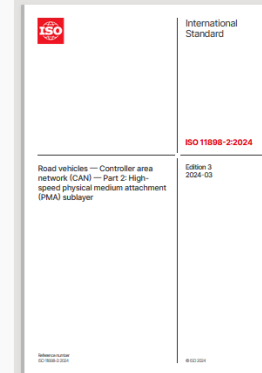 ISO
International
Standard
ISO 11898-2:2024
Road vehicles — Controller area
network (CAN) — Part 2: High-
speed physical medium attachment
(PMA) sublayer
Edition 3
2024-03
Reference number
ISO 11898-2:2024
© ISO 2024